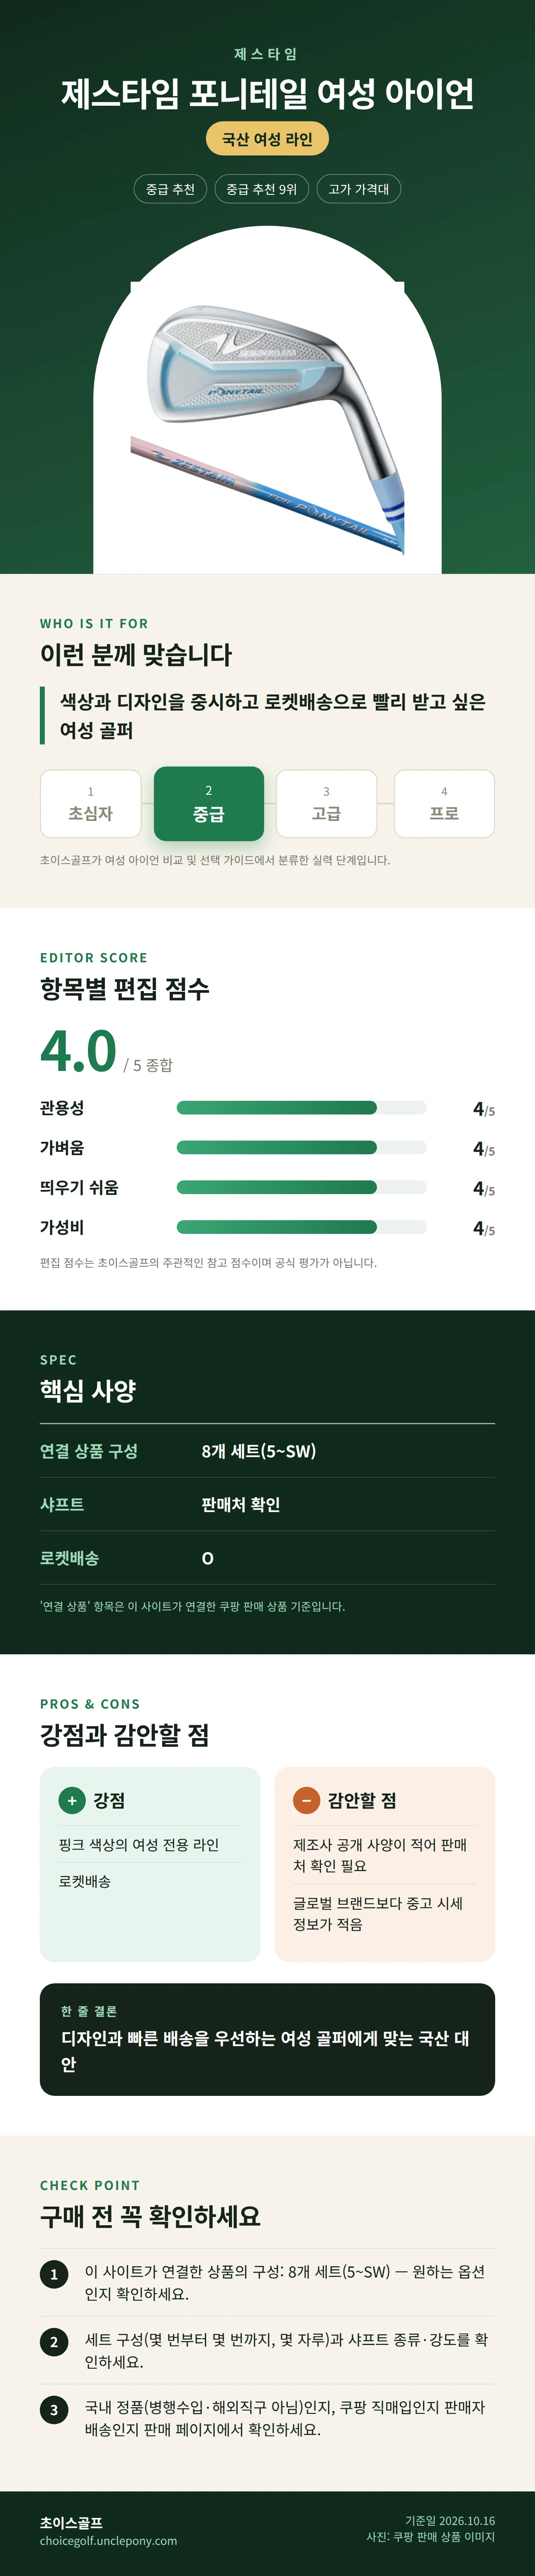 제스타임
제스타임 포니테일 여성 아이언
국산 여성 라인
중급 추천
중급 추천 9위
고가 가격대
PONYTAIL
ZESTAIM
FOR PONYTAIL
WHO IS IT FOR
이런 분께 맞습니다
색상과 디자인을 중시하고 로켓배송으로 빨리 받고 싶은
여성 골퍼
1
초심자
2
중급
3
고급
4
프로
초이스골프가 여성 아이언 비교 및 선택 가이드에서 분류한 실력 단계입니다.
EDITOR SCORE
항목별 편집 점수
4.0 / 5 종합
관용성 4/5
가벼움 4/5
띄우기 쉬움 4/5
가성비 4/5
편집 점수는 초이스골프의 주관적인 참고 점수이며 공식 평가가 아닙니다.
SPEC
핵심 사양
연결 상품 구성 8개 세트(5~SW)
샤프트 판매처 확인
로켓배송 O
'연결 상품' 항목은 이 사이트가 연결한 쿠팡 판매 상품 기준입니다.
PROS & CONS
강점과 감안할 점
+ 강점
핑크 색상의 여성 전용 라인
로켓배송
− 감안할 점
제조사 공개 사양이 적어 판매
처 확인 필요
글로벌 브랜드보다 중고 시세
정보가 적음
한 줄 결론
디자인과 빠른 배송을 우선하는 여성 골퍼에게 맞는 국산 대
안
CHECK POINT
구매 전 꼭 확인하세요
1 이 사이트가 연결한 상품의 구성: 8개 세트(5~SW) — 원하는 옵션
인지 확인하세요.
2 세트 구성(몇 번부터 몇 번까지, 몇 자루)과 샤프트 종류·강도를 확
인하세요.
3 국내 정품(병행수입·해외직구 아님)인지, 쿠팡 직매입인지 판매자
배송인지 판매 페이지에서 확인하세요.
초이스골프
choicegolf.unclepony.com
기준일 2026.10.16
사진: 쿠팡 판매 상품 이미지